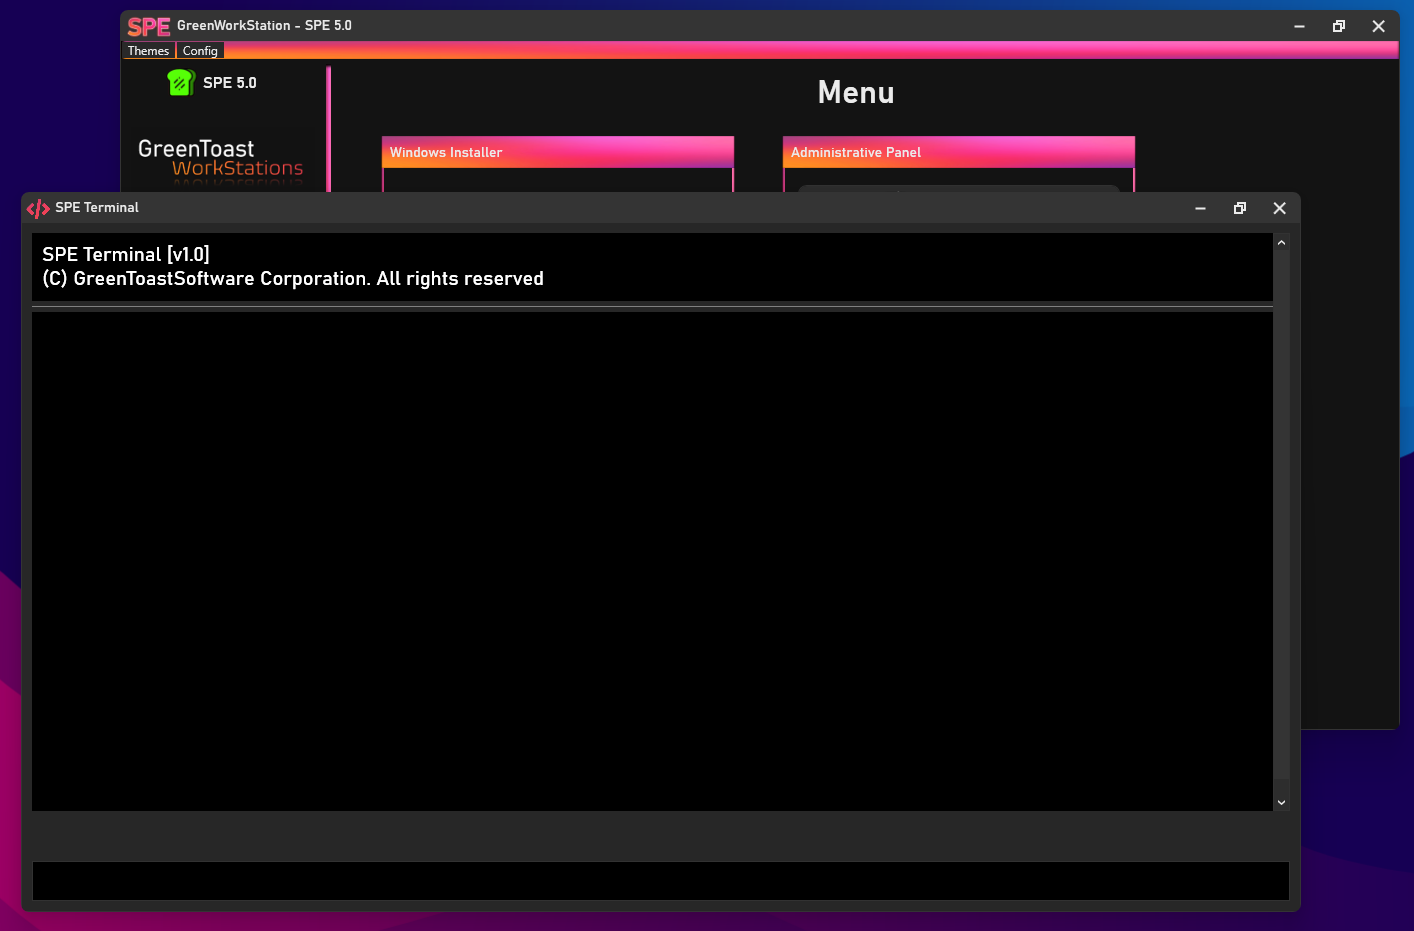 SPE GreenWorkStation - SPE 5.0
Themes Config
SPE 5.0
Menu
GreenToast
WorkStations
Windows Installer
Administrative Panel
SPE Terminal
SPE Terminal [v1.0]
(C) GreenToastSoftware Corporation. All rights reserved